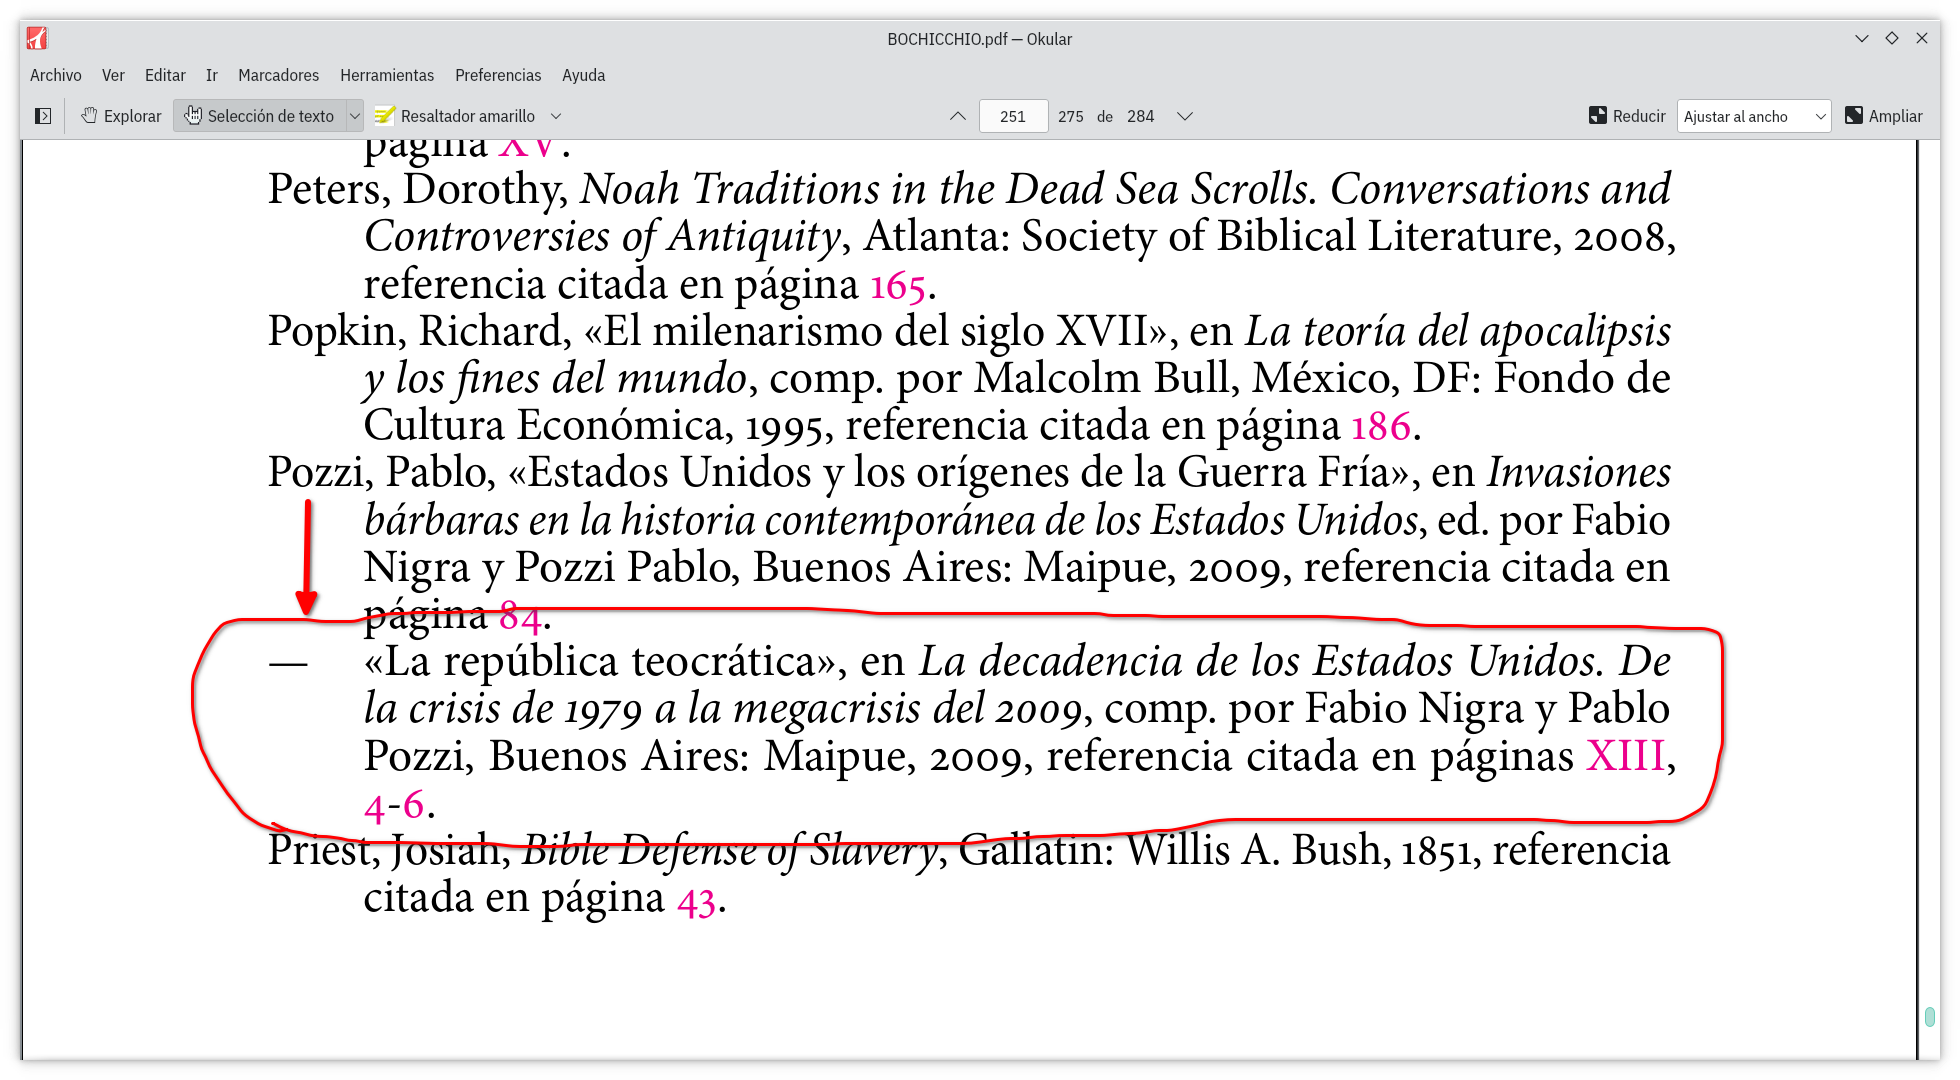 BOCHICCHIO.pdf — Okular
Archivo Ver Editar Ir Marcadores Herramientas Preferencias Ayuda
Explorar Selección de texto Resaltador amarillo 251 275 de 284 Reducir Ajustar al ancho Ampliar
página XV.
Peters, Dorothy, Noah Traditions in the Dead Sea Scrolls. Conversations and
Controversies of Antiquity, Atlanta: Society of Biblical Literature, 2008,
referencia citada en página 165.
Popkin, Richard, «El milenarismo del siglo XVII», en La teoría del apocalipsis
y los fines del mundo, comp. por Malcolm Bull, México, DF: Fondo de
Cultura Económica, 1995, referencia citada en página 186.
Pozzi, Pablo, «Estados Unidos y los orígenes de la Guerra Fría», en Invasiones
bárbaras en la historia contemporánea de los Estados Unidos, ed. por Fabio
Nigra y Pozzi Pablo, Buenos Aires: Maipue, 2009, referencia citada en
página 84.
— «La república teocrática», en La decadencia de los Estados Unidos. De
la crisis de 1979 a la megacrisis del 2009, comp. por Fabio Nigra y Pablo
Pozzi, Buenos Aires: Maipue, 2009, referencia citada en páginas XIII,
4-6.
Priest, Josiah, Bible Defense of Slavery, Gallatin: Willis A. Bush, 1851, referencia
citada en página 43.